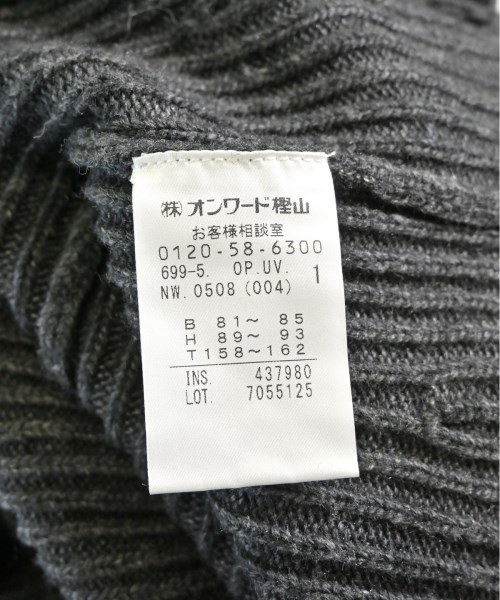 ㈱オンワード樫山
お客様相談室
0120-58-6300
699-5. OP.UV. 1
NW.0508(004)
B 81～ 85
H 89～ 93
T158～162
INS. 437980
LOT. 7055125